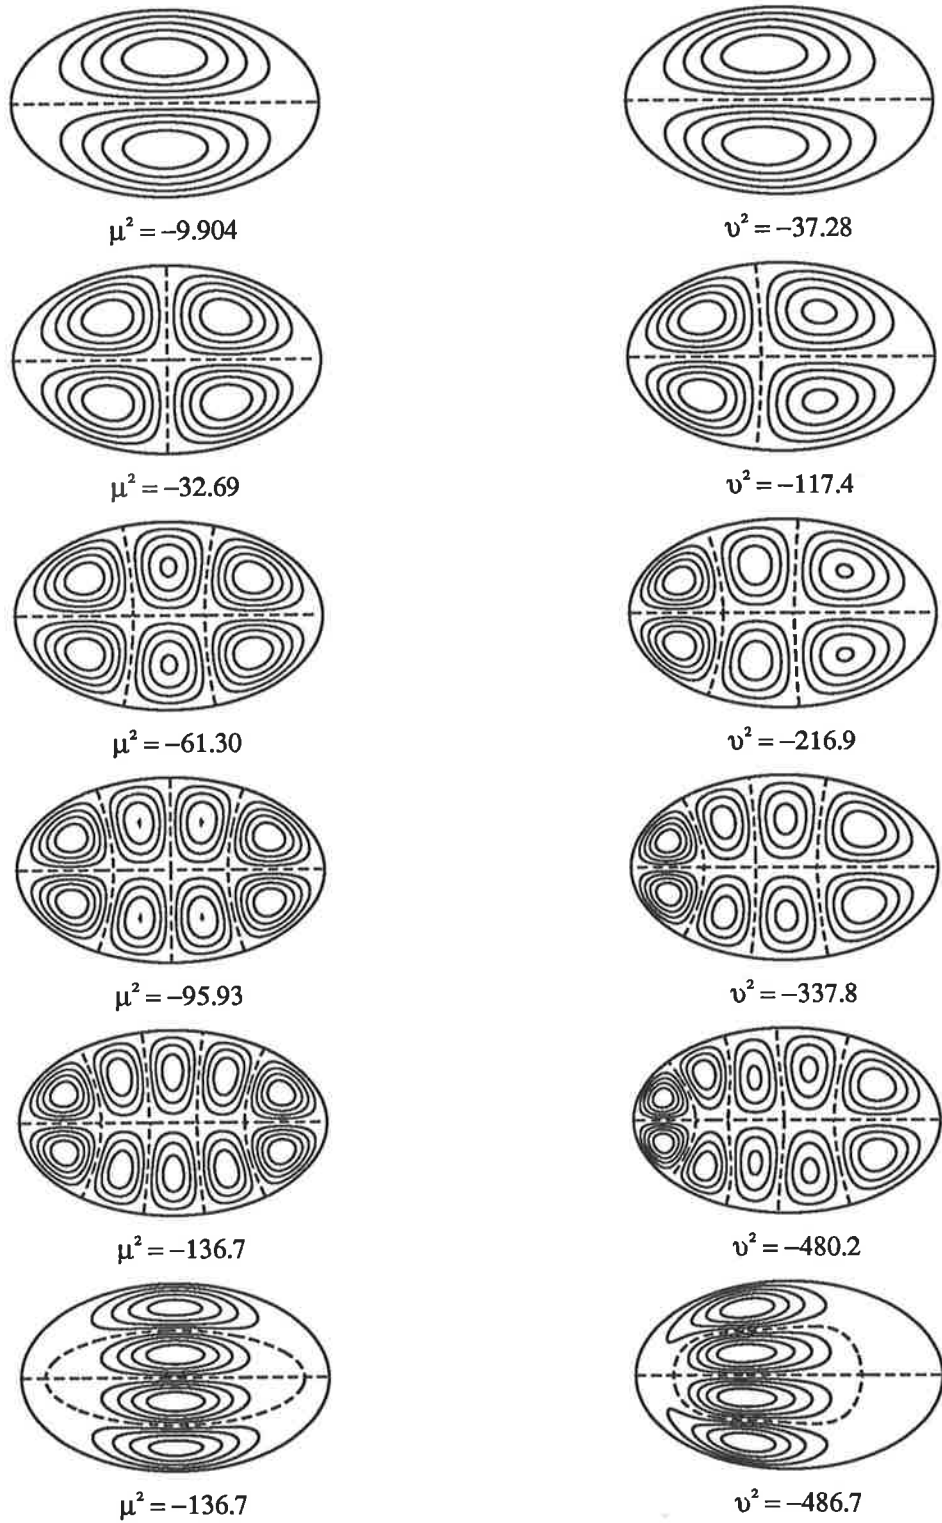 μ² = −9.904
υ² = −37.28
μ² = −32.69
υ² = −117.4
μ² = −61.30
υ² = −216.9
μ² = −95.93
υ² = −337.8
μ² = −136.7
υ² = −480.2
μ² = −136.7
υ² = −486.7